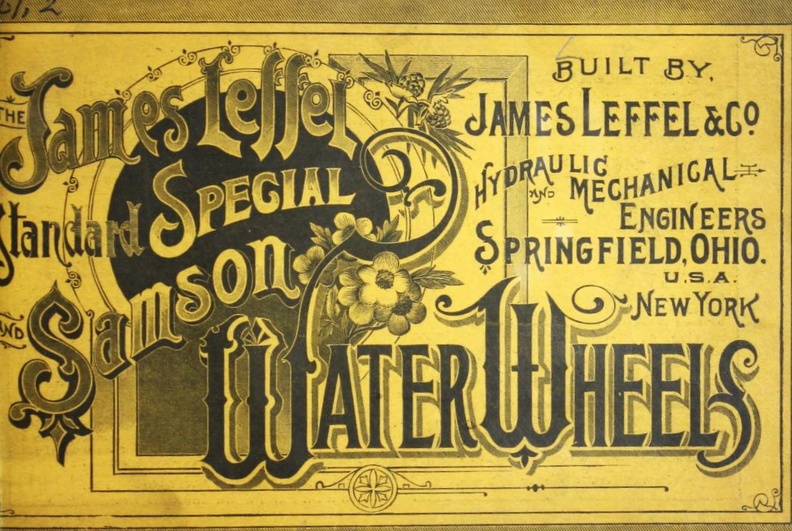 THE
James Leffel
Standard SPECIAL
AND
Samson
WATER WHEELS
BUILT BY,
JAMES LEFFEL & CO
HYDRAULIC
AND MECHANICAL
ENGINEERS
SPRINGFIELD, OHIO.
U.S.A.
NEW YORK